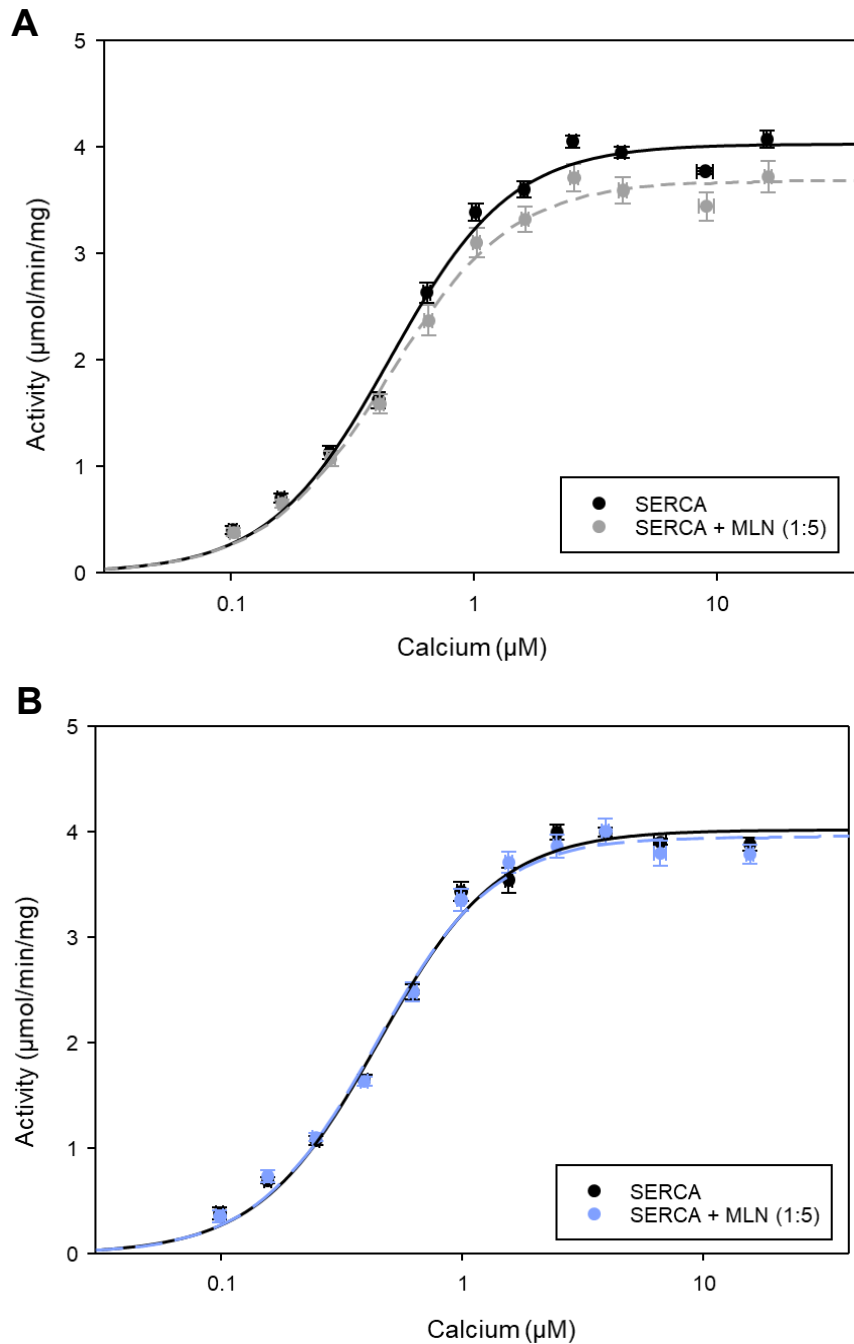 A
5
4
3
2
1
0
Activity (µmol/min/mg)
SERCA
SERCA + MLN (1:5)
0.1 1 10
Calcium (µM)
B
5
4
3
2
1
0
Activity (µmol/min/mg)
SERCA
SERCA + MLN (1:5)
0.1 1 10
Calcium (µM)